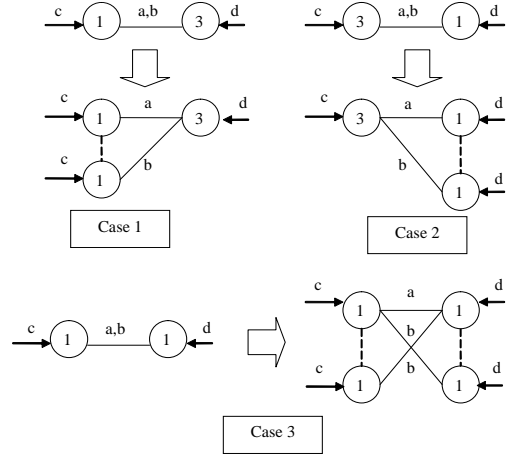 c 1 a,b 3 d
c 3 a,b 1 d
c 1 a 3 d
c 1 b
Case 1
c 3 a 1 d
b 1 d
Case 2
c 1 a,b 1 d
c 1 a 1 d
b
b
c 1 1 d
Case 3